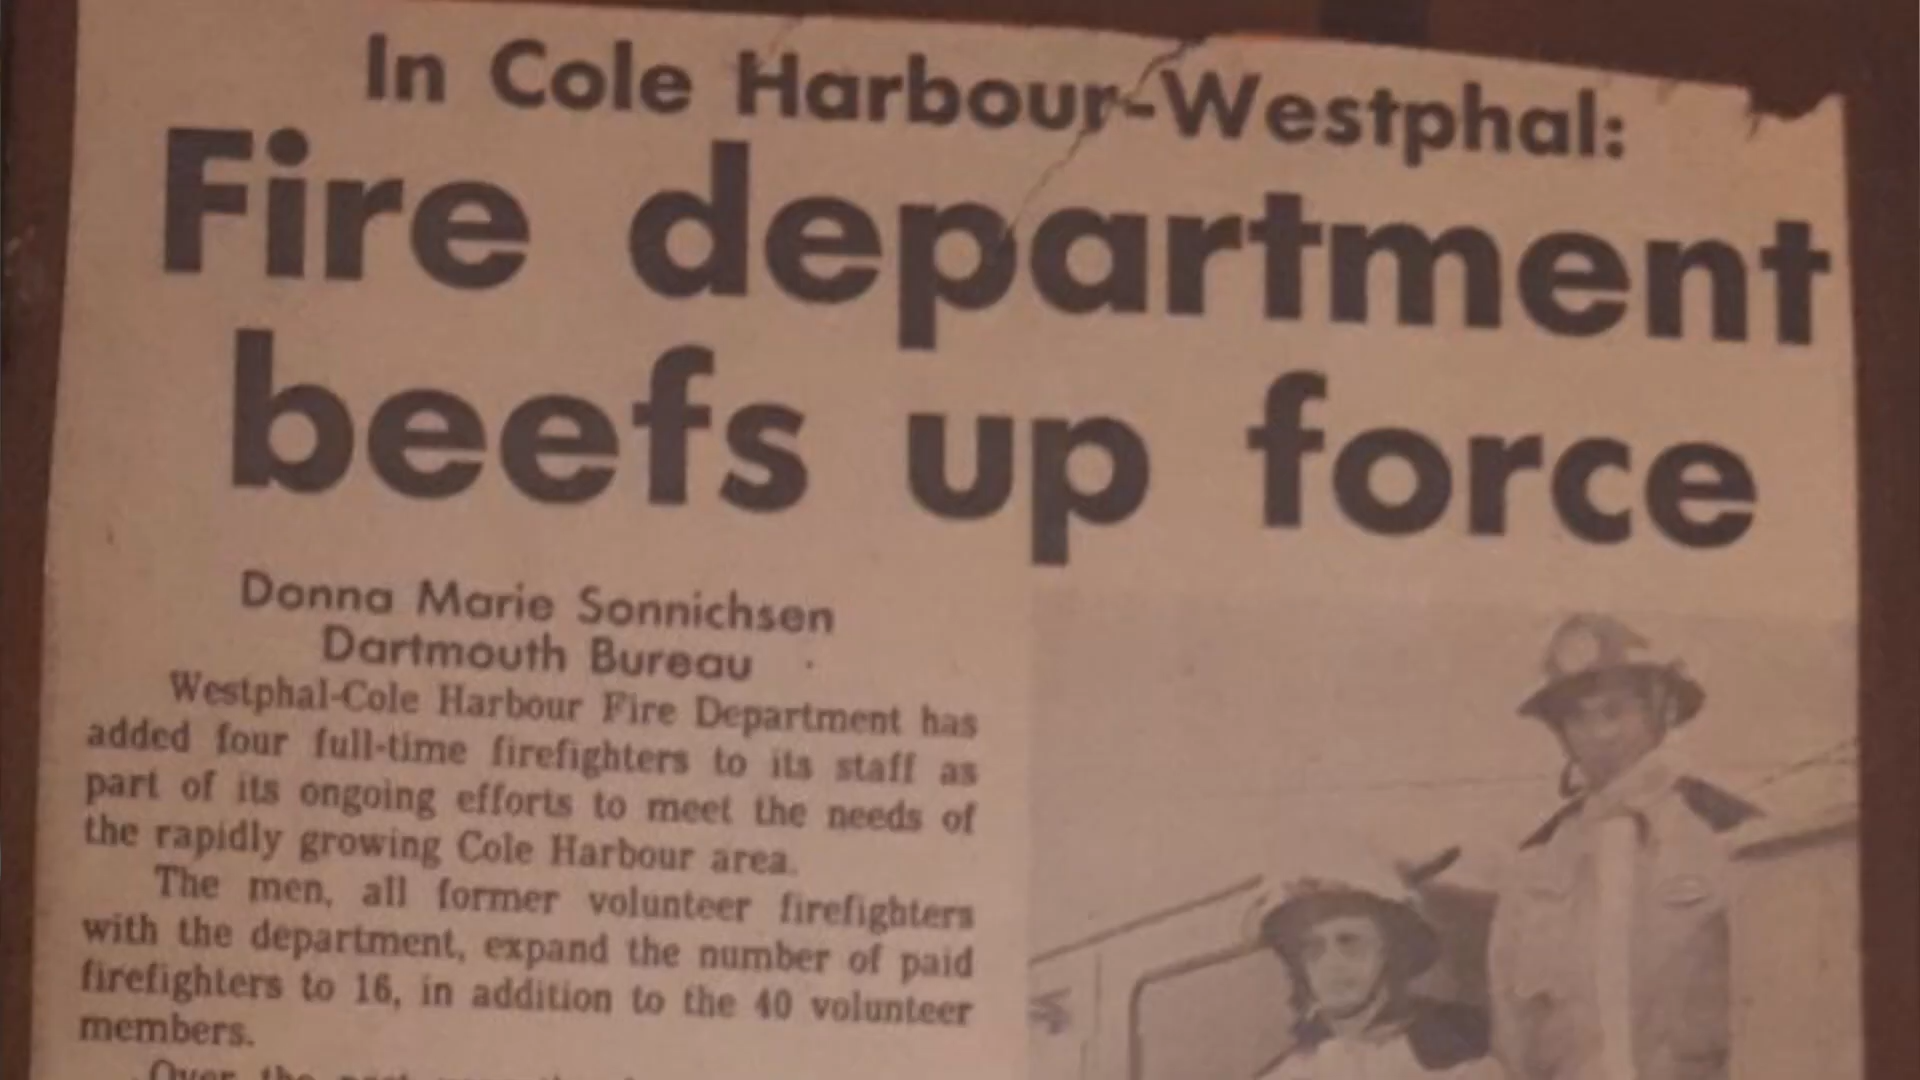 In Cole Harbour-Westphal:
Fire department
beefs up force
Donna Marie Sonnichsen
Dartmouth Bureau
Westphal-Cole Harbour Fire Department has
added four full-time firefighters to its staff as
part of its ongoing efforts to meet the needs of
the rapidly growing Cole Harbour area.
The men, all former volunteer firefighters
with the department, expand the number of paid
firefighters to 16, in addition to the 40 volunteer
members.
Over the past